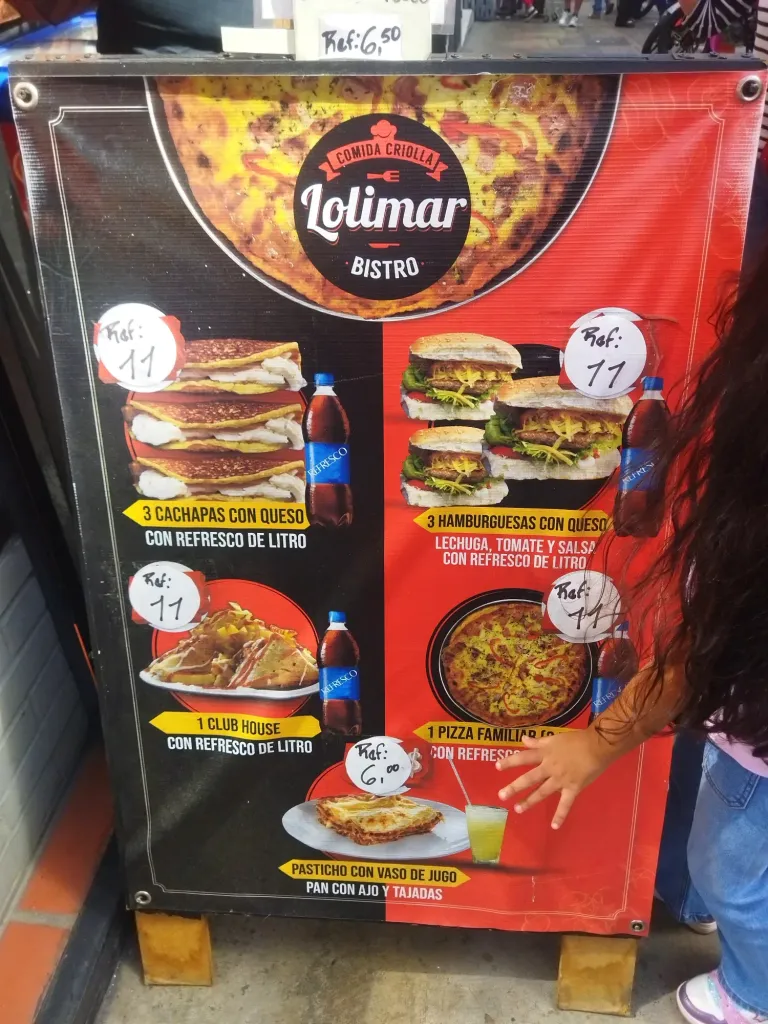 Ref: 6,50
COMIDA CRIOLLA
Lolimar
BISTRO
Ref:
11
Ref:
11
REFRESCO
REFRESCO
3 CACHAPAS CON QUESO
CON REFRESCO DE LITRO
3 HAMBURGUESAS CON QUESO
LECHUGA, TOMATE Y SALSA
CON REFRESCO DE LITRO
Ref:
11
Ref:
11
REFRESCO
REFRESCO
1 CLUB HOUSE
CON REFRESCO DE LITRO
1 PIZZA FAMILIAR
CON REFRESC
Ref:
6,00
PASTICHO CON VASO DE JUGO
PAN CON AJO Y TAJADAS